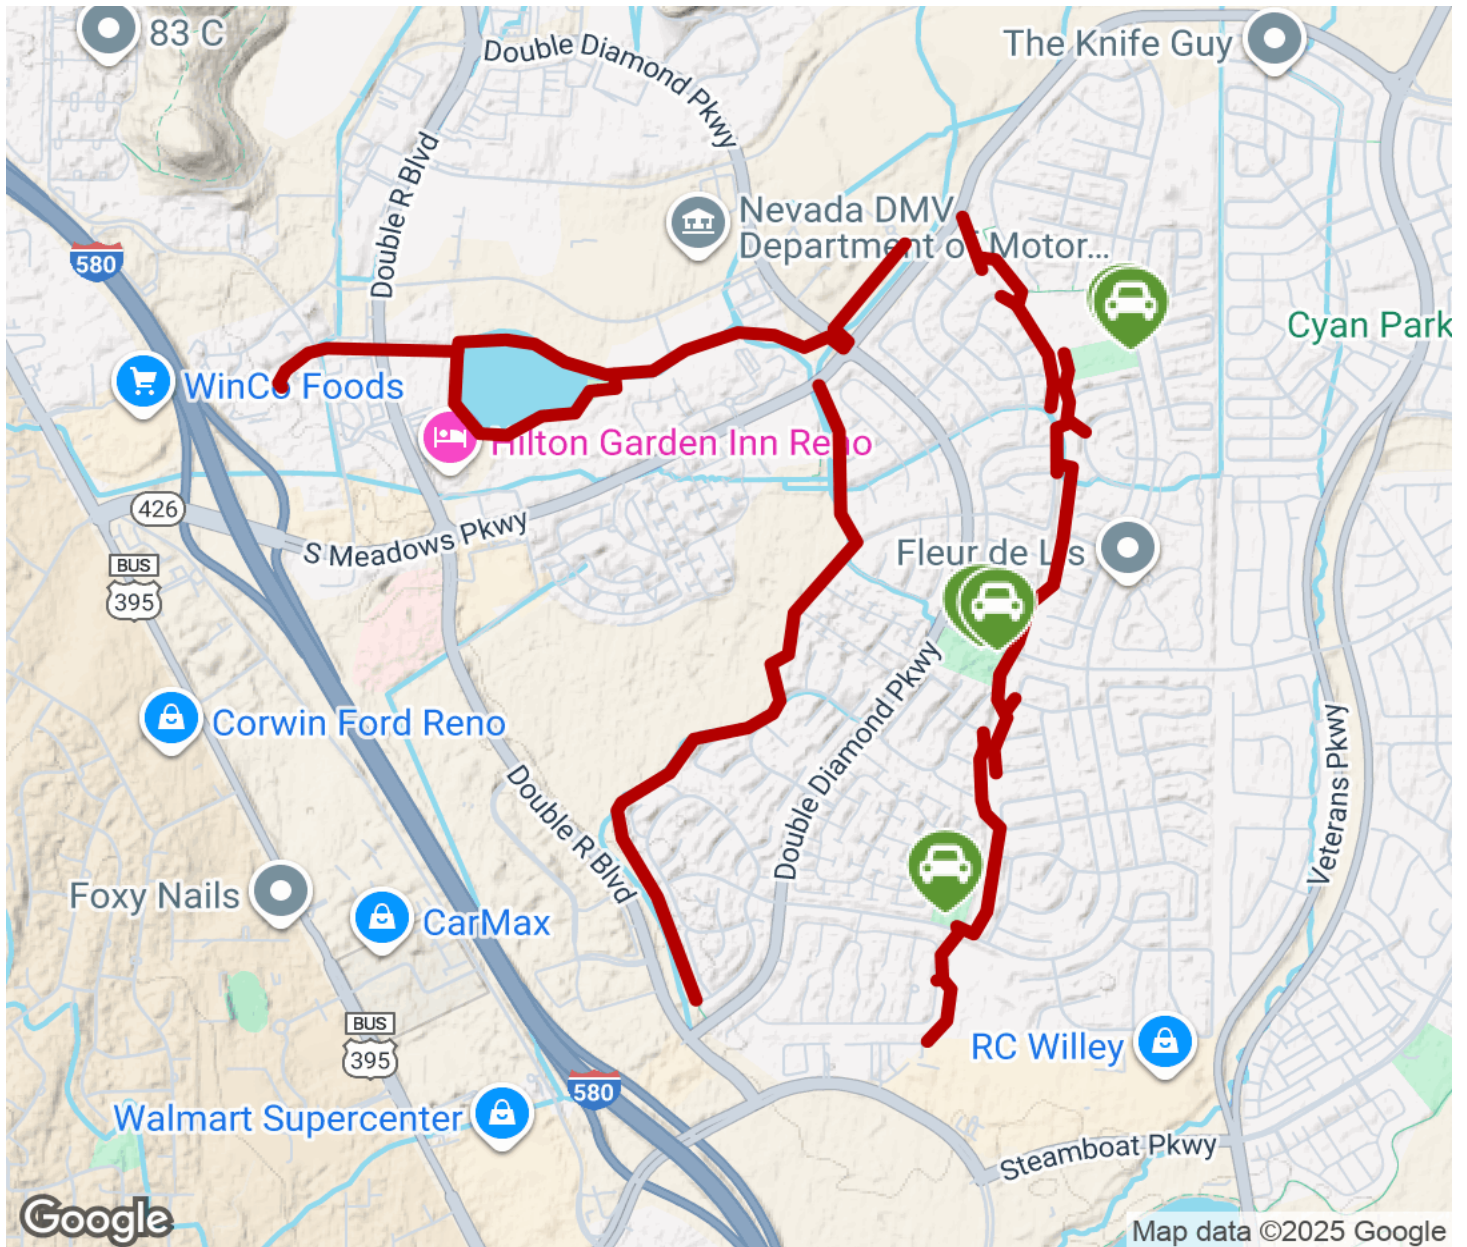 83 C
Double Diamond Pkwy
The Knife Guy
Double R Blvd
Nevada DMV
Department of Motor...
580
Cyan Park
WinCo Foods
Hilton Garden Inn Reno
426
S Meadows Pkwy
Fleur de Lis
BUS
395
Corwin Ford Reno
Double Diamond Pkwy
Veterans Pkwy
Double R Blvd
Foxy Nails
CarMax
BUS
395
RC Willey
580
Walmart Supercenter
Steamboat Pkwy
Google
Map data ©2025 Google